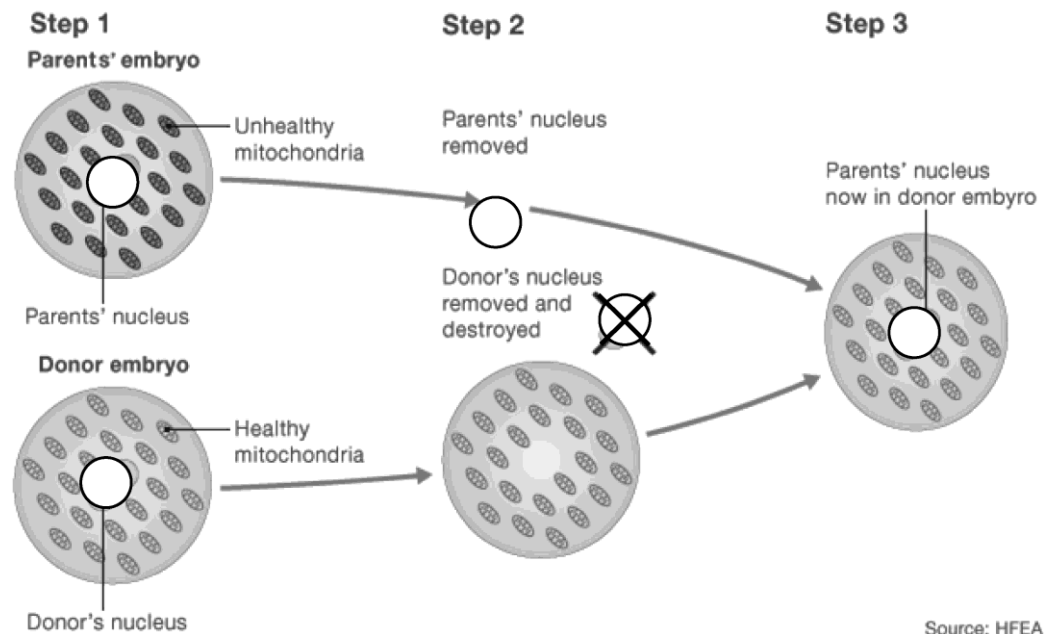 Step 1
Parents' embryo
Unhealthy
mitochondria
Parents' nucleus
Donor embryo
Healthy
mitochondria
Donor's nucleus
Step 2
Parents' nucleus
removed
Donor's nucleus
removed and
destroyed
Step 3
Parents' nucleus
now in donor embyro
Source: HFEA